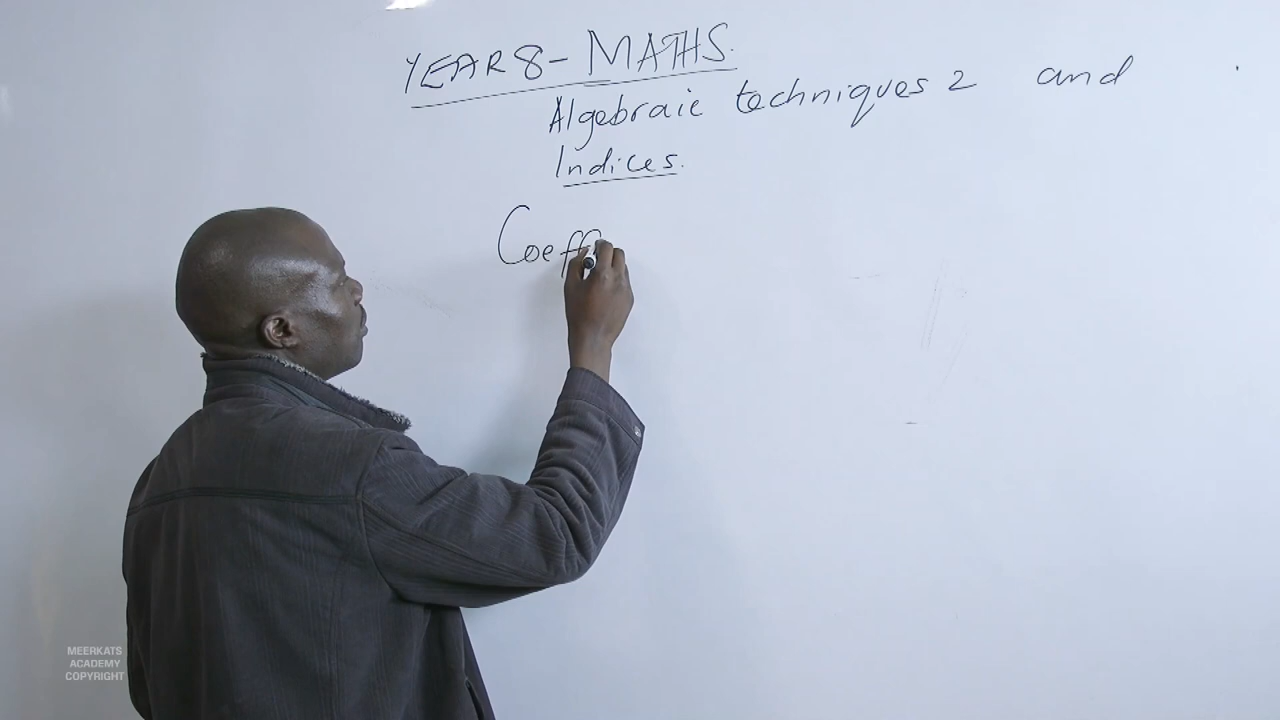 YEAR 8 - MATHS.
Algebraic techniques 2 and
Indices.
Coeff
MEERKATS
ACADEMY
COPYRIGHT